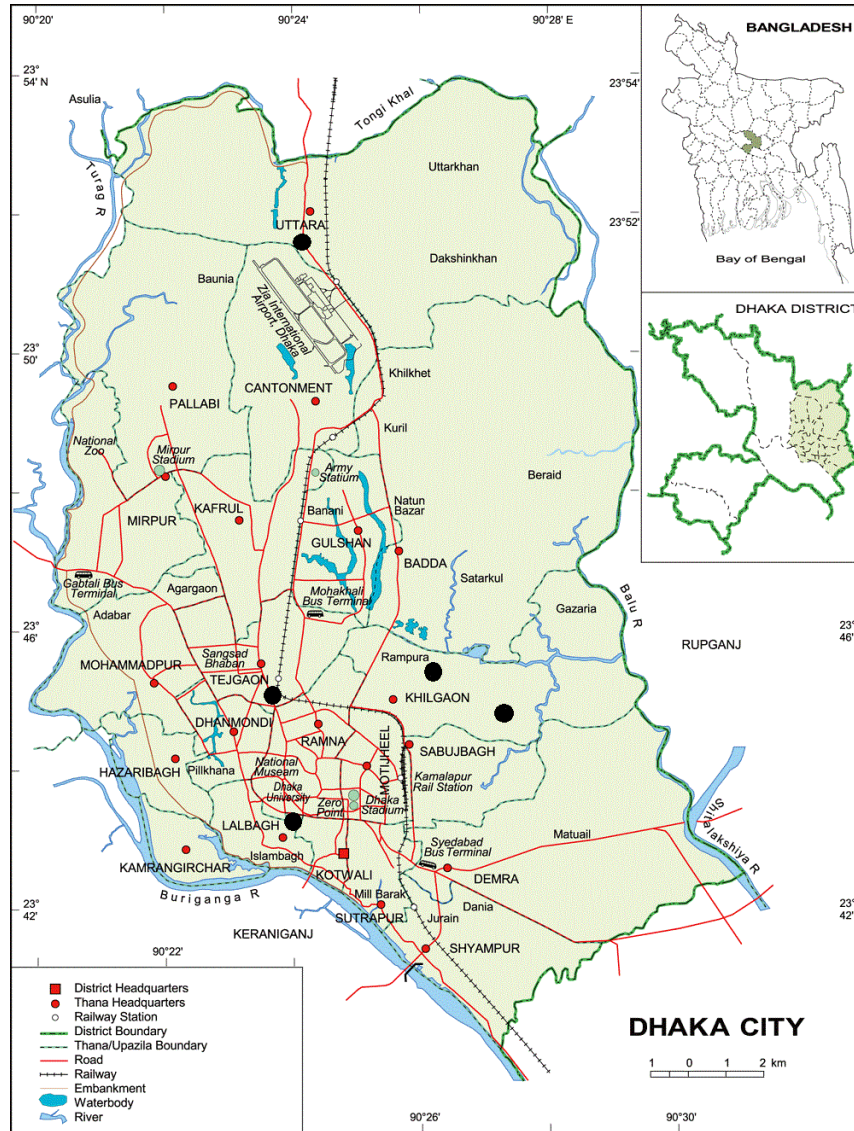 90°20'
90°24'
90°28' E
BANGLADESH
23°
54' N
23°54'
Asulia
Tongi Khal
Turag R
Uttarkhan
23°52'
UTTARA
Dakshinkhan
Bay of Bengal
Baunia
Zia International
Airport, Dhaka
DHAKA DISTRICT
23°
50'
Khilkhet
CANTONMENT
PALLABI
Kuril
National
Zoo
Mirpur
Stadium
Army
Statium
Beraid
Natun
Bazar
Banani
KAFRUL
MIRPUR
GULSHAN
BADDA
Satarkul
Gabtali Bus
Terminal
Agargaon
Mohakhali
Bus Terminal
Balu R
Gazaria
Adabar
23°
46'
23°
46'
RUPGANJ
Sangsad
Bhaban
Rampura
MOHAMMADPUR
TEJGAON
KHILGAON
DHANMONDI
RAMNA
MOTIJHEEL
SABUJBAGH
HAZARIBAGH
Pillkhana
National
Museam
Kamalapur
Rail Station
Dhaka
University
Zero
Point
Dhaka
Stadium
Shitalakshiya R
LALBAGH
Matuail
Syedabad
Bus Terminal
Islambagh
KAMRANGIRCHAR
KOTWALI
DEMRA
Buriganga R
Mill Barak
Dania
23°
42'
23°
42'
SUTRAPUR
Jurain
KERANIGANJ
SHYAMPUR
90°22'
District Headquarters
Thana Headquarters
Railway Station
District Boundary
Thana/Upazila Boundary
Road
Railway
Embankment
Waterbody
River
DHAKA CITY
1 0 1 2 km
90°26'
90°30'